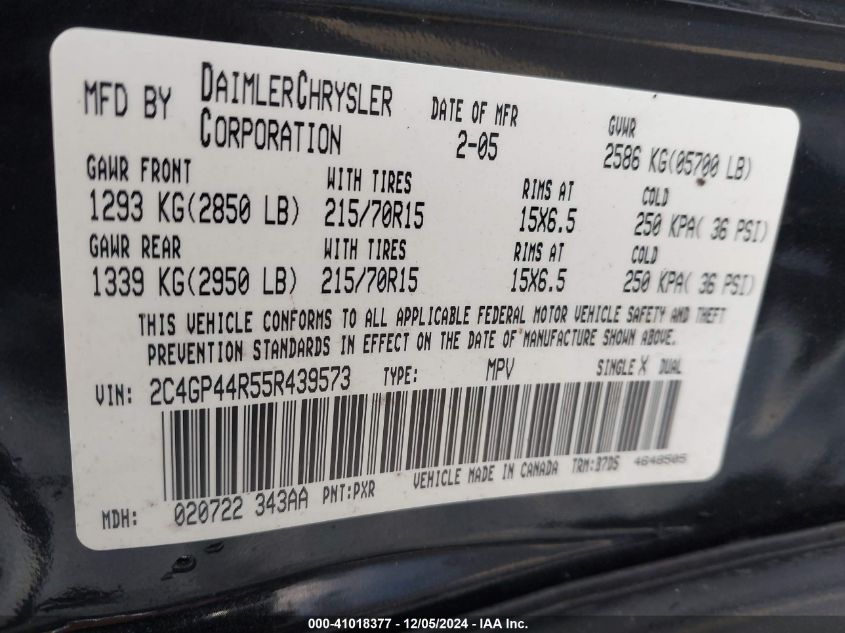 MFD BY DAIMLERCHRYSLER CORPORATION DATE OF MFR 2-05 GVWR 2586 KG(05700 LB)
GAWR FRONT WITH TIRES RIMS AT COLD
1293 KG(2850 LB) 215/70R15 15X6.5 250 KPA( 36 PSI)
GAWR REAR WITH TIRES RIMS AT COLD
1339 KG(2950 LB) 215/70R15 15X6.5 250 KPA( 36 PSI)
THIS VEHICLE CONFORMS TO ALL APPLICABLE FEDERAL MOTOR VEHICLE SAFETY AND THEFT
PREVENTION STANDARDS IN EFFECT ON THE DATE OF MANUFACTURE SHOWN ABOVE.
VIN: 2C4GP44R55R439573 TYPE: MPV SINGLE X DUAL
MDH: 020722 343AA PNT:PXR VEHICLE MADE IN CANADA TRM:B7D5 4648505
000-41018377 - 12/05/2024 - IAA Inc.